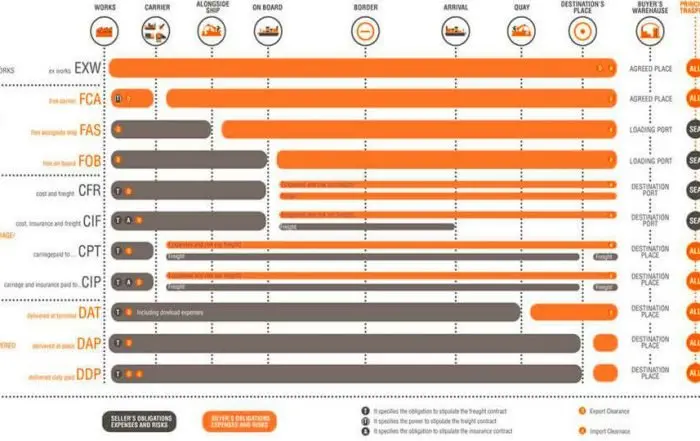 WORKS
CARRIER
ALONGSIDE
SHIP
ON BOARD
BORDER
ARRIVAL
QUAY
DESTINATION'S
PLACE
BUYER'S
WAREHOUSE
ORKS
ex works EXW
AGREED PLACE
ALL
free carrier FCA
AGREED PLACE
ALL
free alongside ship FAS
LOADING PORT
SEA
free on board FOB
LOADING PORT
SEA
cost and freight CFR
T
DESTINATION
PORT
SEA
cost, insurance and freight CIF
T A
Freight
DESTINATION
PORT
SEA
carriage paid to... CPT
T
Freight
Freight
DESTINATION
PLACE
ALL
carriage and insurance paid to... CIP
T A
Freight
Freight
DESTINATION
PLACE
ALL
delivered at terminal DAT
T
Including
expenses
DESTINATION
PLACE
ALL
delivered at place DAP
T
DESTINATION
PLACE
ALL
delivered duty paid DDP
T
DESTINATION
PLACE
ALL
SELLER'S OBLIGATIONS
EXPENSES AND RISKS
BUYER'S OBLIGATIONS
EXPENSES AND RISKS
T It specifies the obligation to stipulate the freight contract
It specifies the power to stipulate the freight contract
A It specifies the obligation to stipulate the insurance contract
Export Clearance
Import Clearance